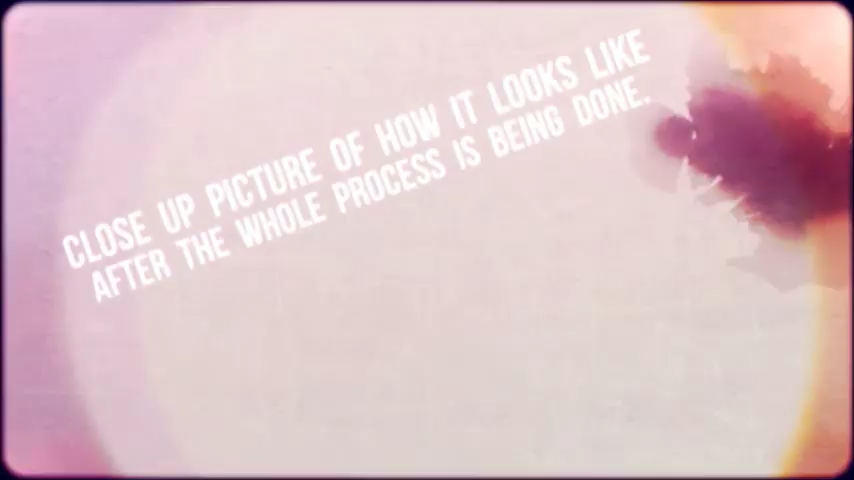 CLOSE UP PICTURE OF HOW IT LOOKS LIKE
AFTER THE WHOLE PROCESS IS BEING DONE.